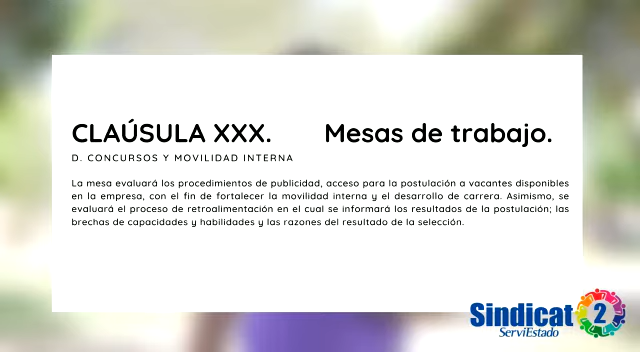 CLAÚSULA XXX. Mesas de trabajo.
D. CONCURSOS Y MOVILIDAD INTERNA
La mesa evaluará los procedimientos de publicidad, acceso para la postulación a vacantes disponibles
en la empresa, con el fin de fortalecer la movilidad interna y el desarrollo de carrera. Asimismo, se
evaluará el proceso de retroalimentación en el cual se informará los resultados de la postulación; las
brechas de capacidades y habilidades y las razones del resultado de la selección.
Sindicat 2
ServiEstado